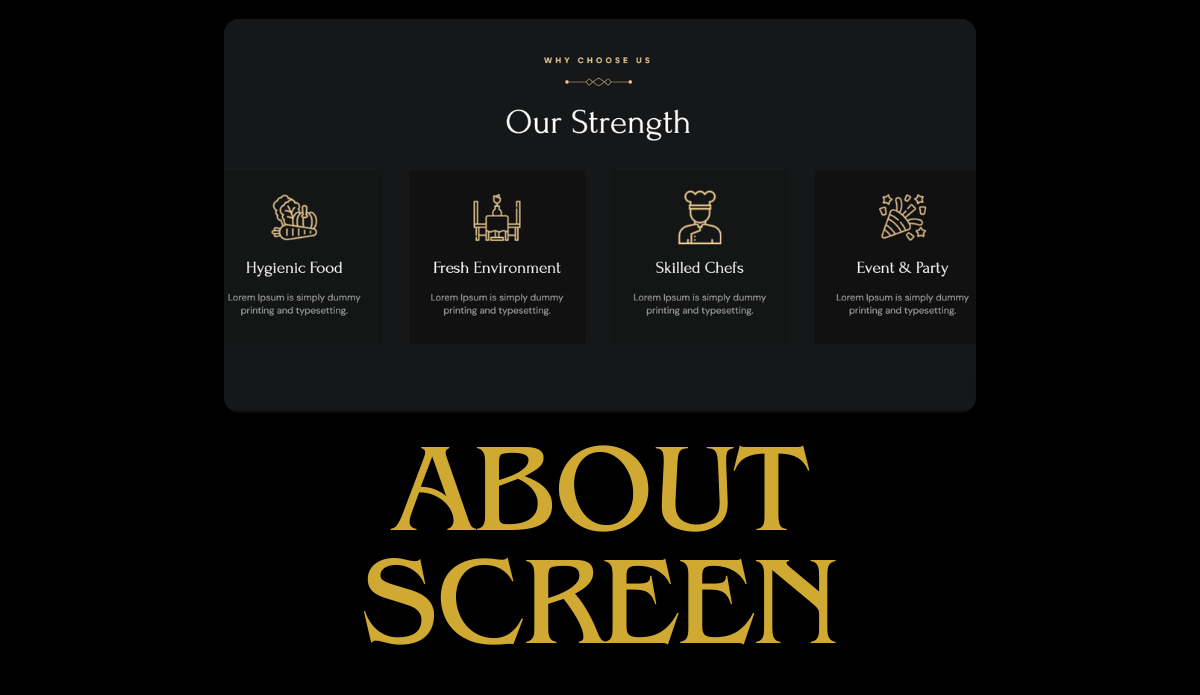 WHY CHOOSE US
Our Strength
Hygienic Food
Lorem Ipsum is simply dummy
printing and typesetting.
Fresh Environment
Lorem Ipsum is simply dummy
printing and typesetting.
Skilled Chefs
Lorem Ipsum is simply dummy
printing and typesetting.
Event & Party
Lorem Ipsum is simply dummy
printing and typesetting.
ABOUT
SCREEN